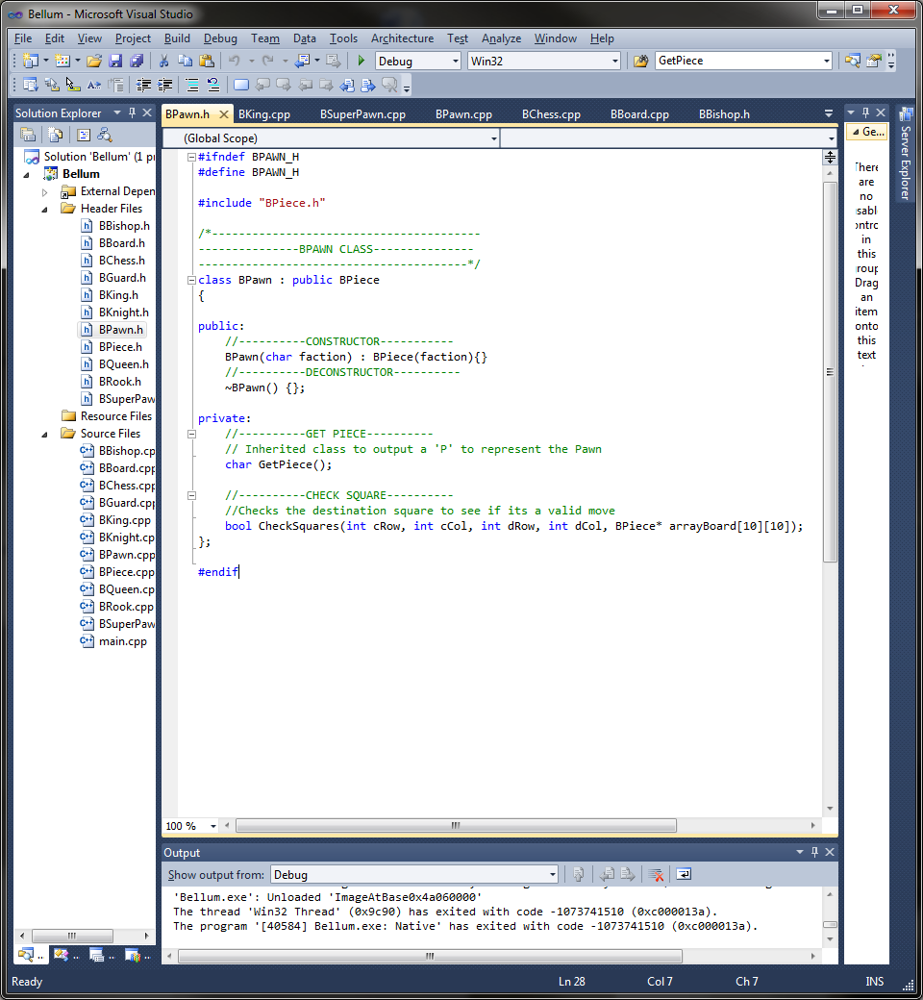 Bellum - Microsoft Visual Studio
File Edit View Project Build Debug Team Data Tools Architecture Test Analyze Window Help
Debug Win32 GetPiece
Solution Explorer
Solution 'Bellum' (1 pr
Bellum
External Depen
Header Files
BBishop.h
BBoard.h
BChess.h
BGuard.h
BKing.h
BKnight.h
BPawn.h
BPiece.h
BQueen.h
BRook.h
BSuperPaw
Resource Files
Source Files
BBishop.cp
BBoard.cpp
BChess.cpp
BGuard.cpp
BKing.cpp
BKnight.cp
BPawn.cpp
BPiece.cpp
BQueen.cp
BRook.cpp
BSuperPaw
main.cpp
BPawn.h BKing.cpp BSuperPawn.cpp BPawn.cpp BChess.cpp BBoard.cpp BBishop.h
(Global Scope)
#ifndef BPAWN_H
#define BPAWN_H
#include "BPiece.h"
/*----------------------------------------
---------------BPAWN CLASS---------------
----------------------------------------*/
class BPawn : public BPiece
{
public:
//----------CONSTRUCTOR-----------
BPawn(char faction) : BPiece(faction){}
//----------DECONSTRUCTOR----------
~BPawn() {};
private:
//----------GET PIECE----------
// Inherited class to output a 'P' to represent the Pawn
char GetPiece();
//----------CHECK SQUARE----------
//Checks the destination square to see if its a valid move
bool CheckSquares(int cRow, int cCol, int dRow, int dCol, BPiece* arrayBoard[10][10]);
};
#endif
100 %
Ge...
There
are
no
usable
contro
in
this
group.
Drag
an
item
onto
this
text
Server Explorer
Output
Show output from: Debug
'Bellum.exe': Unloaded 'ImageAtBase0x4a060000'
The thread 'Win32 Thread' (0x9c90) has exited with code -1073741510 (0xc000013a).
The program '[40584] Bellum.exe: Native' has exited with code -1073741510 (0xc000013a).
Ready Ln 28 Col 7 Ch 7 INS